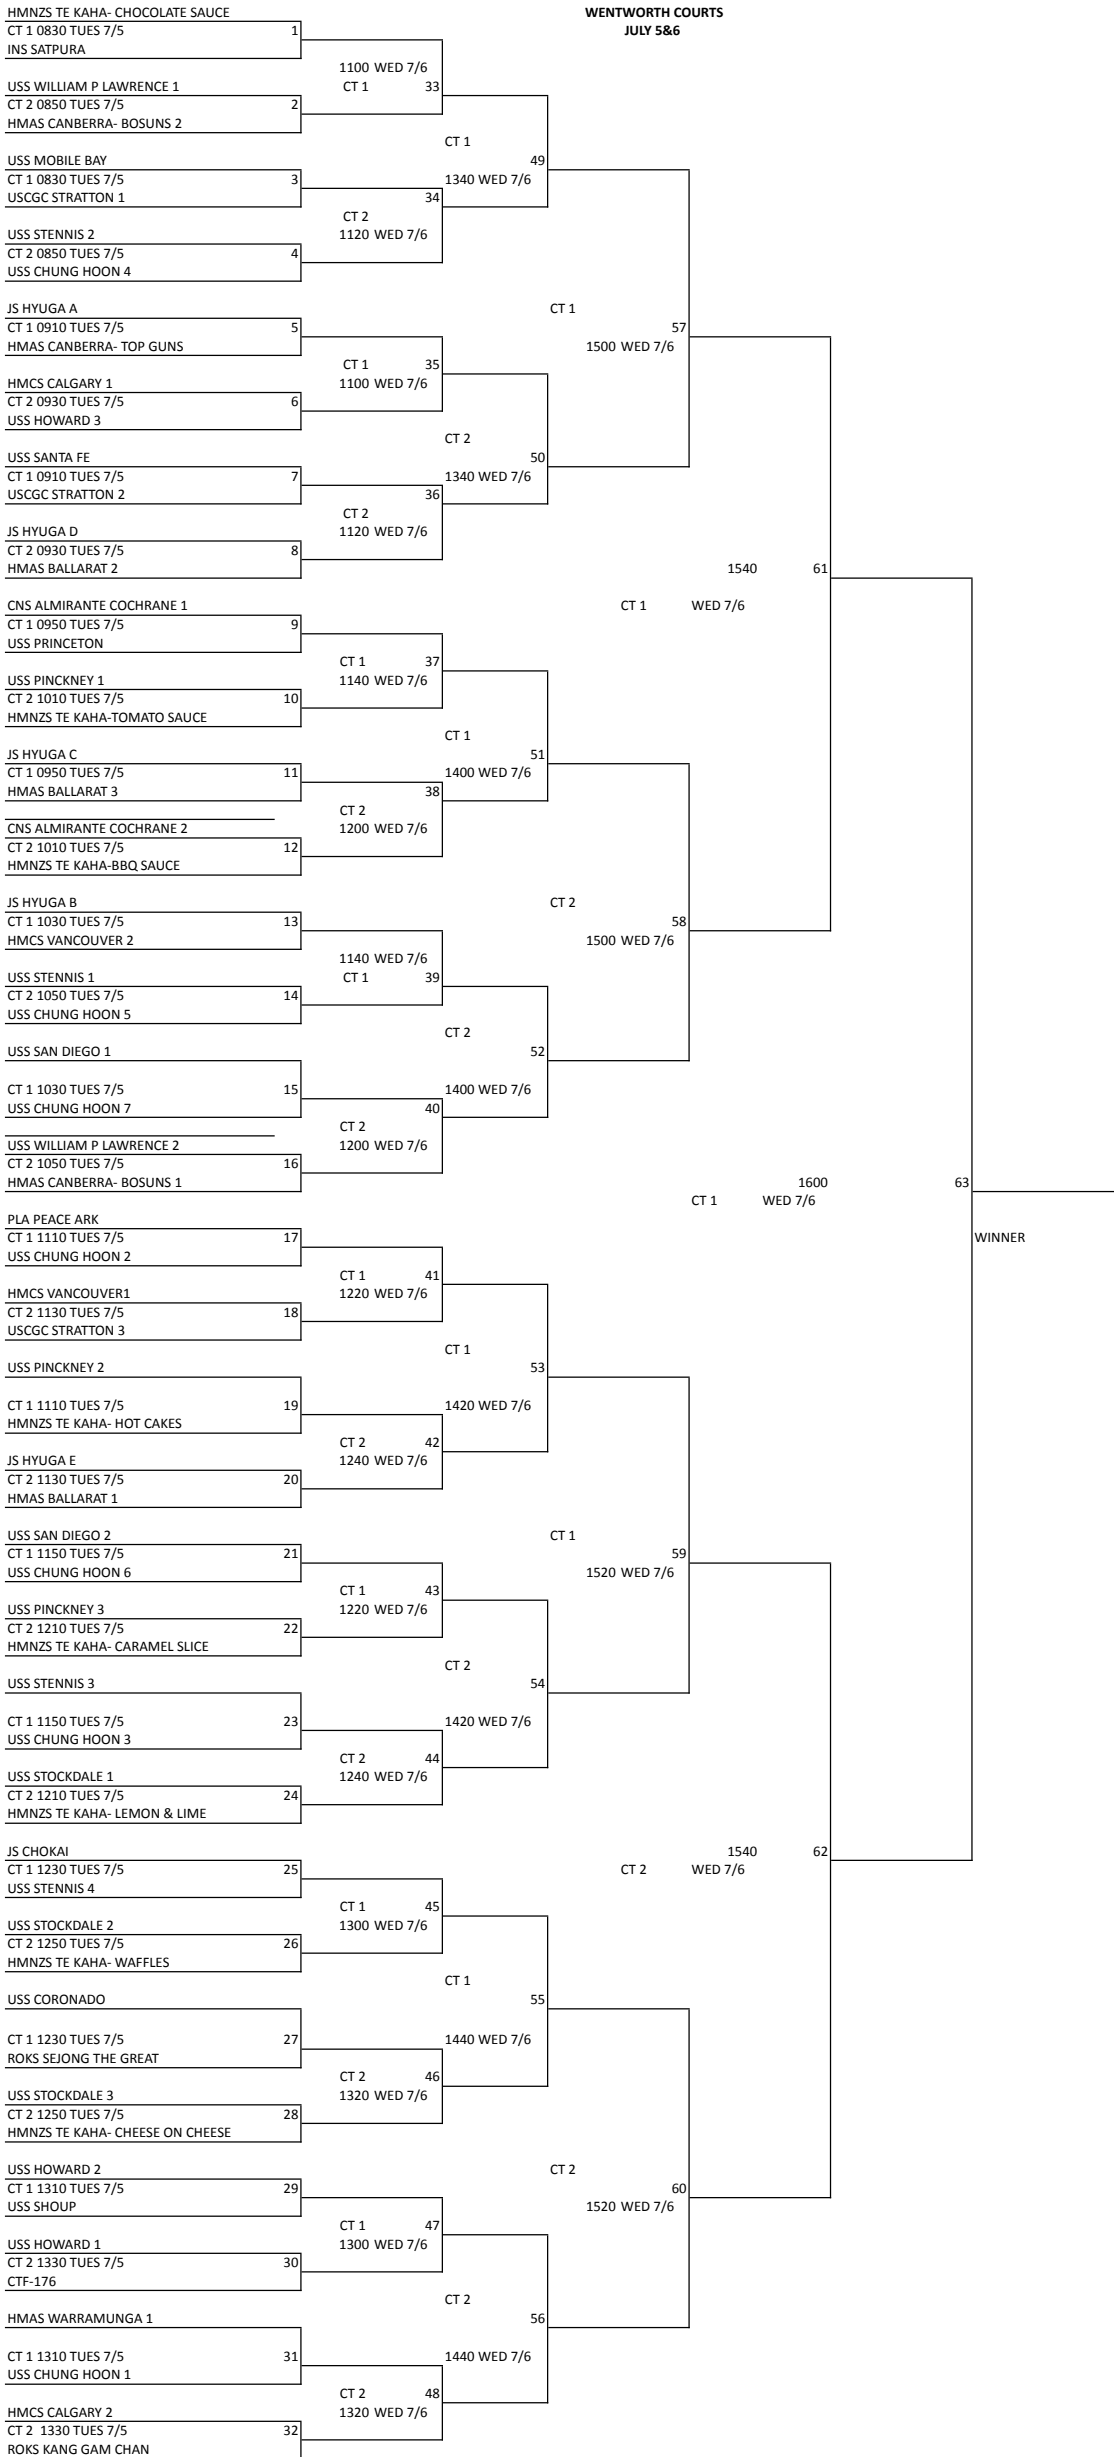 HMNZS TE KAHA- CHOCOLATE SAUCE
WENTWORTH COURTS
CT 1 0830 TUES 7/5 1
JULY 5&6
INS SATPURA
1100 WED 7/6
USS WILLIAM P LAWRENCE 1
CT 1 33
CT 2 0850 TUES 7/5 2
HMAS CANBERRA- BOSUNS 2
CT 1
USS MOBILE BAY
49
CT 1 0830 TUES 7/5 3
1340 WED 7/6
USCGC STRATTON 1
34
CT 2
USS STENNIS 2
1120 WED 7/6
CT 2 0850 TUES 7/5 4
USS CHUNG HOON 4
JS HYUGA A
CT 1
CT 1 0910 TUES 7/5 5
57
HMAS CANBERRA- TOP GUNS
1500 WED 7/6
CT 1 35
HMCS CALGARY 1
1100 WED 7/6
CT 2 0930 TUES 7/5 6
USS HOWARD 3
CT 2
USS SANTA FE
50
CT 1 0910 TUES 7/5 7
1340 WED 7/6
USCGC STRATTON 2
36
CT 2
JS HYUGA D
1120 WED 7/6
CT 2 0930 TUES 7/5 8
HMAS BALLARAT 2
1540 61
CNS ALMIRANTE COCHRANE 1
CT 1 WED 7/6
CT 1 0950 TUES 7/5 9
USS PRINCETON
CT 1 37
USS PINCKNEY 1
1140 WED 7/6
CT 2 1010 TUES 7/5 10
HMNZS TE KAHA-TOMATO SAUCE
CT 1
JS HYUGA C
51
CT 1 0950 TUES 7/5 11
1400 WED 7/6
HMAS BALLARAT 3
38
CT 2
CNS ALMIRANTE COCHRANE 2
1200 WED 7/6
CT 2 1010 TUES 7/5 12
HMNZS TE KAHA-BBQ SAUCE
JS HYUGA B
CT 2
CT 1 1030 TUES 7/5 13
58
HMCS VANCOUVER 2
1500 WED 7/6
1140 WED 7/6
USS STENNIS 1
CT 1 39
CT 2 1050 TUES 7/5 14
USS CHUNG HOON 5
CT 2
USS SAN DIEGO 1
52
CT 1 1030 TUES 7/5 15
1400 WED 7/6
USS CHUNG HOON 7
40
CT 2
USS WILLIAM P LAWRENCE 2
1200 WED 7/6
CT 2 1050 TUES 7/5 16
HMAS CANBERRA- BOSUNS 1
1600 63
CT 1 WED 7/6
PLA PEACE ARK
CT 1 1110 TUES 7/5 17
WINNER
USS CHUNG HOON 2
CT 1 41
HMCS VANCOUVER1
1220 WED 7/6
CT 2 1130 TUES 7/5 18
USCGC STRATTON 3
CT 1
USS PINCKNEY 2
53
CT 1 1110 TUES 7/5 19
1420 WED 7/6
HMNZS TE KAHA- HOT CAKES
CT 2 42
JS HYUGA E
1240 WED 7/6
CT 2 1130 TUES 7/5 20
HMAS BALLARAT 1
USS SAN DIEGO 2
CT 1
CT 1 1150 TUES 7/5 21
59
USS CHUNG HOON 6
1520 WED 7/6
CT 1 43
USS PINCKNEY 3
1220 WED 7/6
CT 2 1210 TUES 7/5 22
HMNZS TE KAHA- CARAMEL SLICE
CT 2
USS STENNIS 3
54
CT 1 1150 TUES 7/5 23
1420 WED 7/6
USS CHUNG HOON 3
CT 2 44
USS STOCKDALE 1
1240 WED 7/6
CT 2 1210 TUES 7/5 24
HMNZS TE KAHA- LEMON & LIME
JS CHOKAI
1540 62
CT 1 1230 TUES 7/5 25
CT 2 WED 7/6
USS STENNIS 4
CT 1 45
USS STOCKDALE 2
1300 WED 7/6
CT 2 1250 TUES 7/5 26
HMNZS TE KAHA- WAFFLES
CT 1
USS CORONADO
55
CT 1 1230 TUES 7/5 27
1440 WED 7/6
ROKS SEJONG THE GREAT
CT 2 46
USS STOCKDALE 3
1320 WED 7/6
CT 2 1250 TUES 7/5 28
HMNZS TE KAHA- CHEESE ON CHEESE
USS HOWARD 2
CT 2
CT 1 1310 TUES 7/5 29
60
USS SHOUP
1520 WED 7/6
CT 1 47
USS HOWARD 1
1300 WED 7/6
CT 2 1330 TUES 7/5 30
CTF-176
CT 2
HMAS WARRAMUNGA 1
56
CT 1 1310 TUES 7/5 31
1440 WED 7/6
USS CHUNG HOON 1
CT 2 48
HMCS CALGARY 2
1320 WED 7/6
CT 2 1330 TUES 7/5 32
ROKS KANG GAM CHAN